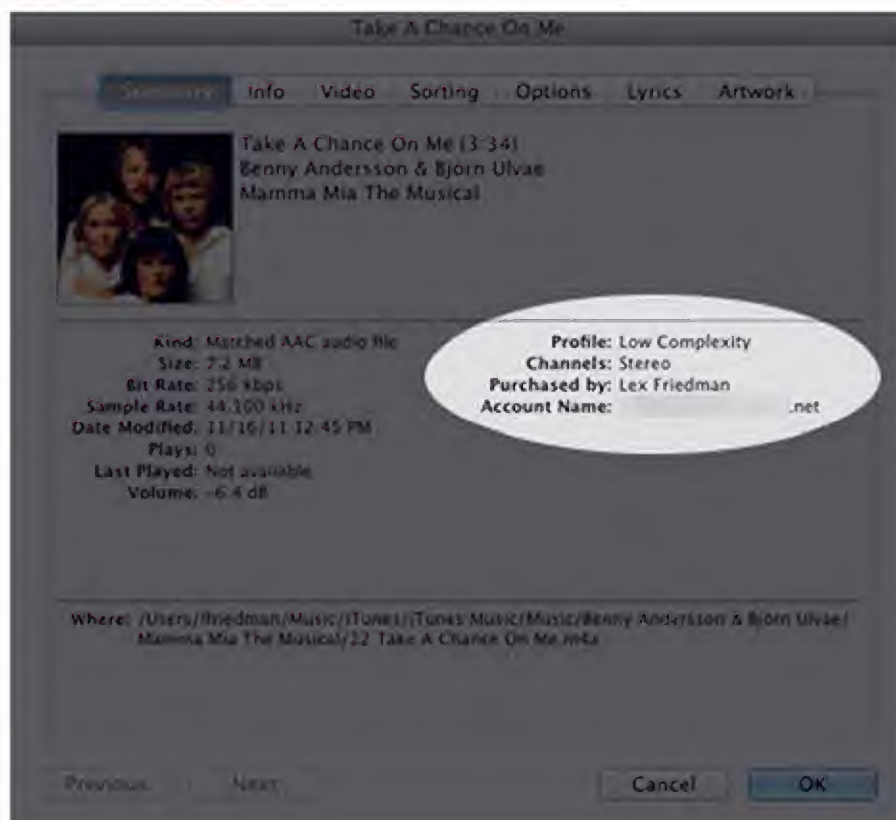 Take A Chance On Me
Summary Info Video Sorting Options Lyrics Artwork
Take A Chance On Me (3:34)
Benny Andersson & Björn Ulvae
Mamma Mia The Musical
Kind: Matched AAC audio file
Size: 7.2 MB
Bit Rate: 256 kbps
Sample Rate: 44.100 kHz
Date Modified: 11/16/11 12:45 PM
Plays: 0
Last Played: Not available
Volume: -6.4 dB
Profile: Low Complexity
Channels: Stereo
Purchased by: Lex Friedman
Account Name: .net
Where: /Users/lfriedman/Music/iTunes/iTunes Music/Music/Benny Andersson & Björn Ulvae/
Mamma Mia The Musical/22 Take A Chance On Me.m4a
Previous Next Cancel OK